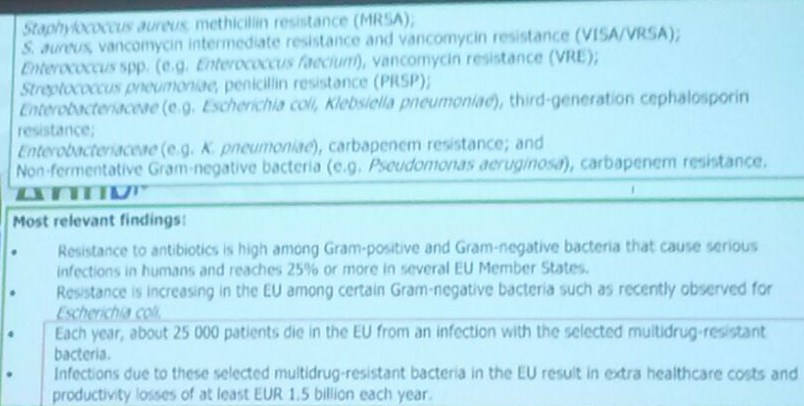 Staphylococcus aureus, methicillin resistance (MRSA);
S. aureus, vancomycin intermediate resistance and vancomycin resistance (VISA/VRSA);
Enterococcus spp. (e.g. Enterococcus faecium), vancomycin resistance (VRE);
Streptococcus pneumoniae, penicillin resistance (PRSP);
Enterobacteriaceae (e.g. Escherichia coli, Klebsiella pneumoniae), third-generation cephalosporin
resistance;
Enterobacteriaceae (e.g. K. pneumoniae), carbapenem resistance; and
Non-fermentative Gram-negative bacteria (e.g. Pseudomonas aeruginosa), carbapenem resistance.
Most relevant findings:
• Resistance to antibiotics is high among Gram-positive and Gram-negative bacteria that cause serious
infections in humans and reaches 25% or more in several EU Member States.
• Resistance is increasing in the EU among certain Gram-negative bacteria such as recently observed for
Escherichia coli.
• Each year, about 25 000 patients die in the EU from an infection with the selected multidrug-resistant
bacteria.
• Infections due to these selected multidrug-resistant bacteria in the EU result in extra healthcare costs and
productivity losses of at least EUR 1.5 billion each year.